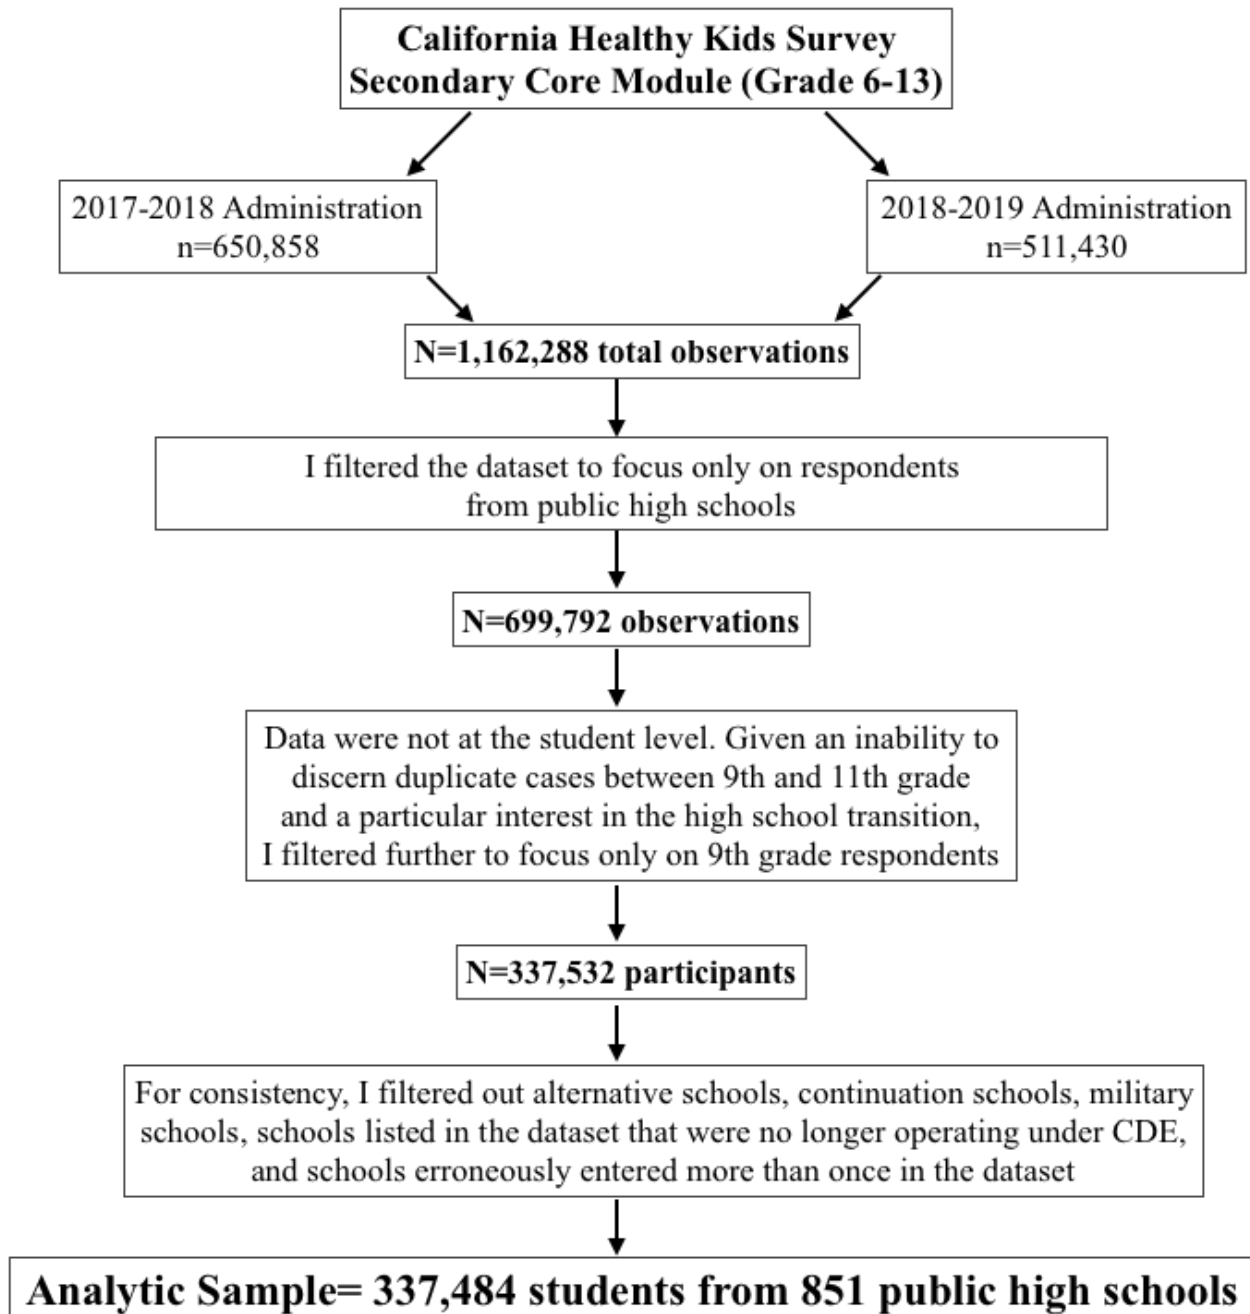 California Healthy Kids Survey
Secondary Core Module (Grade 6-13)
2017-2018 Administration
n=650,858
2018-2019 Administration
n=511,430
N=1,162,288 total observations
I filtered the dataset to focus only on respondents
from public high schools
N=699,792 observations
Data were not at the student level. Given an inability to
discern duplicate cases between 9th and 11th grade
and a particular interest in the high school transition,
I filtered further to focus only on 9th grade respondents
N=337,532 participants
For consistency, I filtered out alternative schools, continuation schools, military
schools, schools listed in the dataset that were no longer operating under CDE,
and schools erroneously entered more than once in the dataset
Analytic Sample= 337,484 students from 851 public high schools